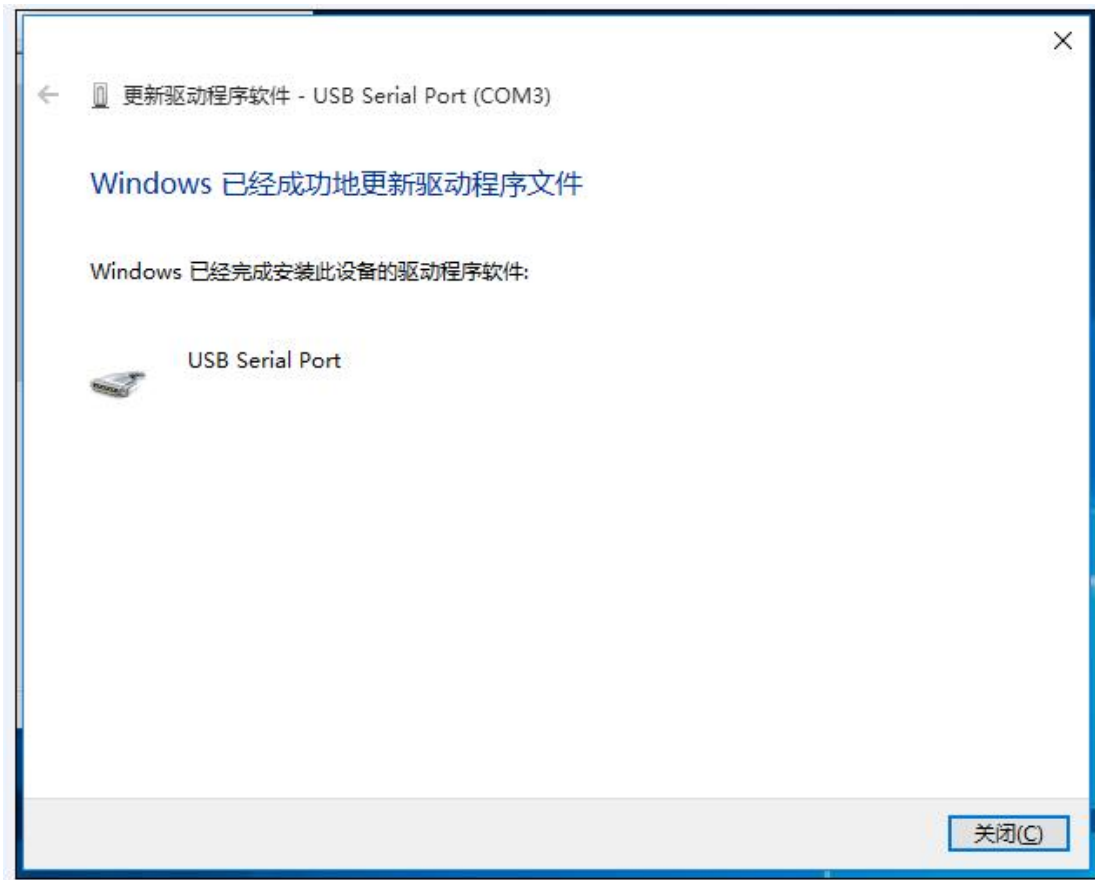 更新驱动程序软件 - USB Serial Port (COM3)
Windows 已经成功地更新驱动程序文件
Windows 已经完成安装此设备的驱动程序软件:
USB Serial Port
关闭(C)